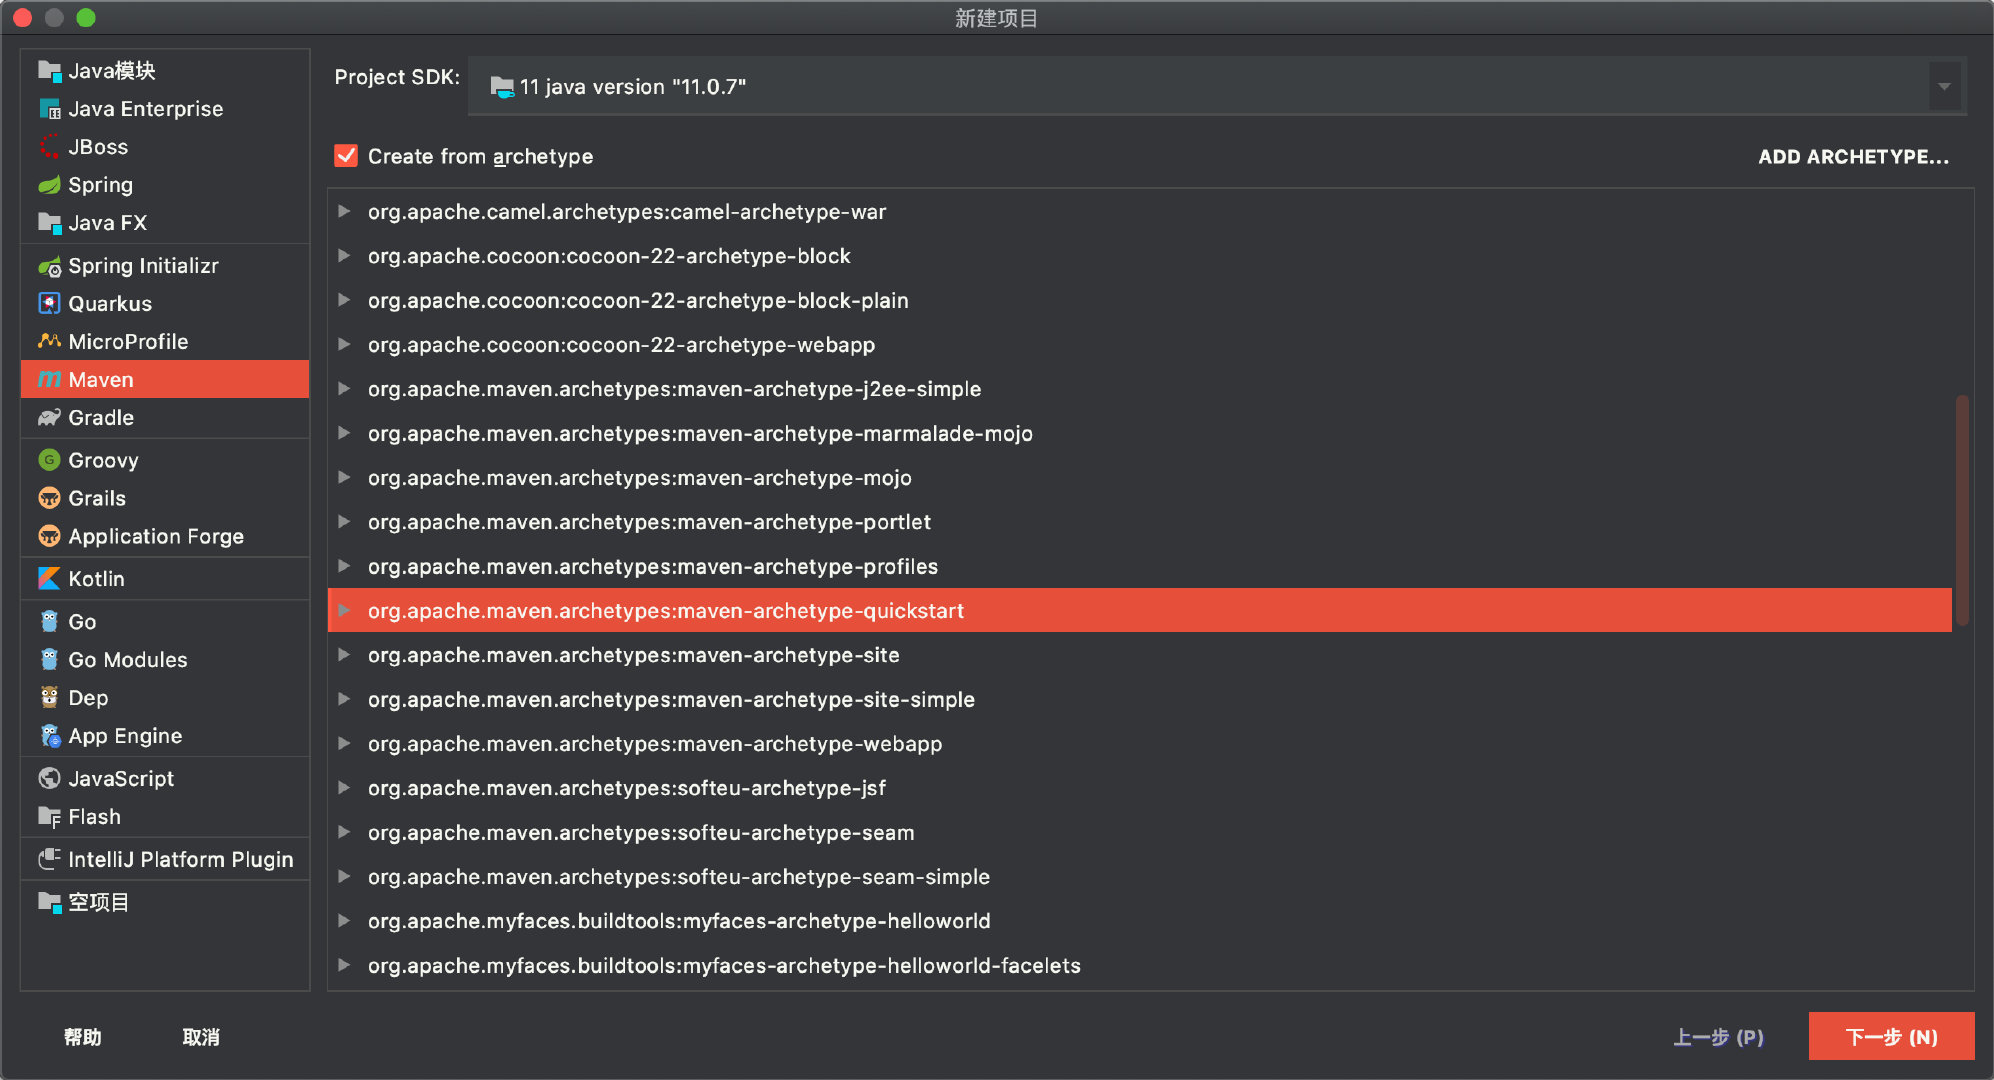 新建项目
Java模块
Java Enterprise
JBoss
Spring
Java FX
Spring Initializr
Quarkus
MicroProfile
Maven
Gradle
Groovy
Grails
Application Forge
Kotlin
Go
Go Modules
Dep
App Engine
JavaScript
Flash
IntelliJ Platform Plugin
空项目
Project SDK: 11 java version "11.0.7"
Create from archetype ADD ARCHETYPE...
org.apache.camel.archetypes:camel-archetype-war
org.apache.cocoon:cocoon-22-archetype-block
org.apache.cocoon:cocoon-22-archetype-block-plain
org.apache.cocoon:cocoon-22-archetype-webapp
org.apache.maven.archetypes:maven-archetype-j2ee-simple
org.apache.maven.archetypes:maven-archetype-marmalade-mojo
org.apache.maven.archetypes:maven-archetype-mojo
org.apache.maven.archetypes:maven-archetype-portlet
org.apache.maven.archetypes:maven-archetype-profiles
org.apache.maven.archetypes:maven-archetype-quickstart
org.apache.maven.archetypes:maven-archetype-site
org.apache.maven.archetypes:maven-archetype-site-simple
org.apache.maven.archetypes:maven-archetype-webapp
org.apache.maven.archetypes:softeu-archetype-jsf
org.apache.maven.archetypes:softeu-archetype-seam
org.apache.maven.archetypes:softeu-archetype-seam-simple
org.apache.myfaces.buildtools:myfaces-archetype-helloworld
org.apache.myfaces.buildtools:myfaces-archetype-helloworld-facelets
帮助 取消 上一步 (P) 下一步 (N)